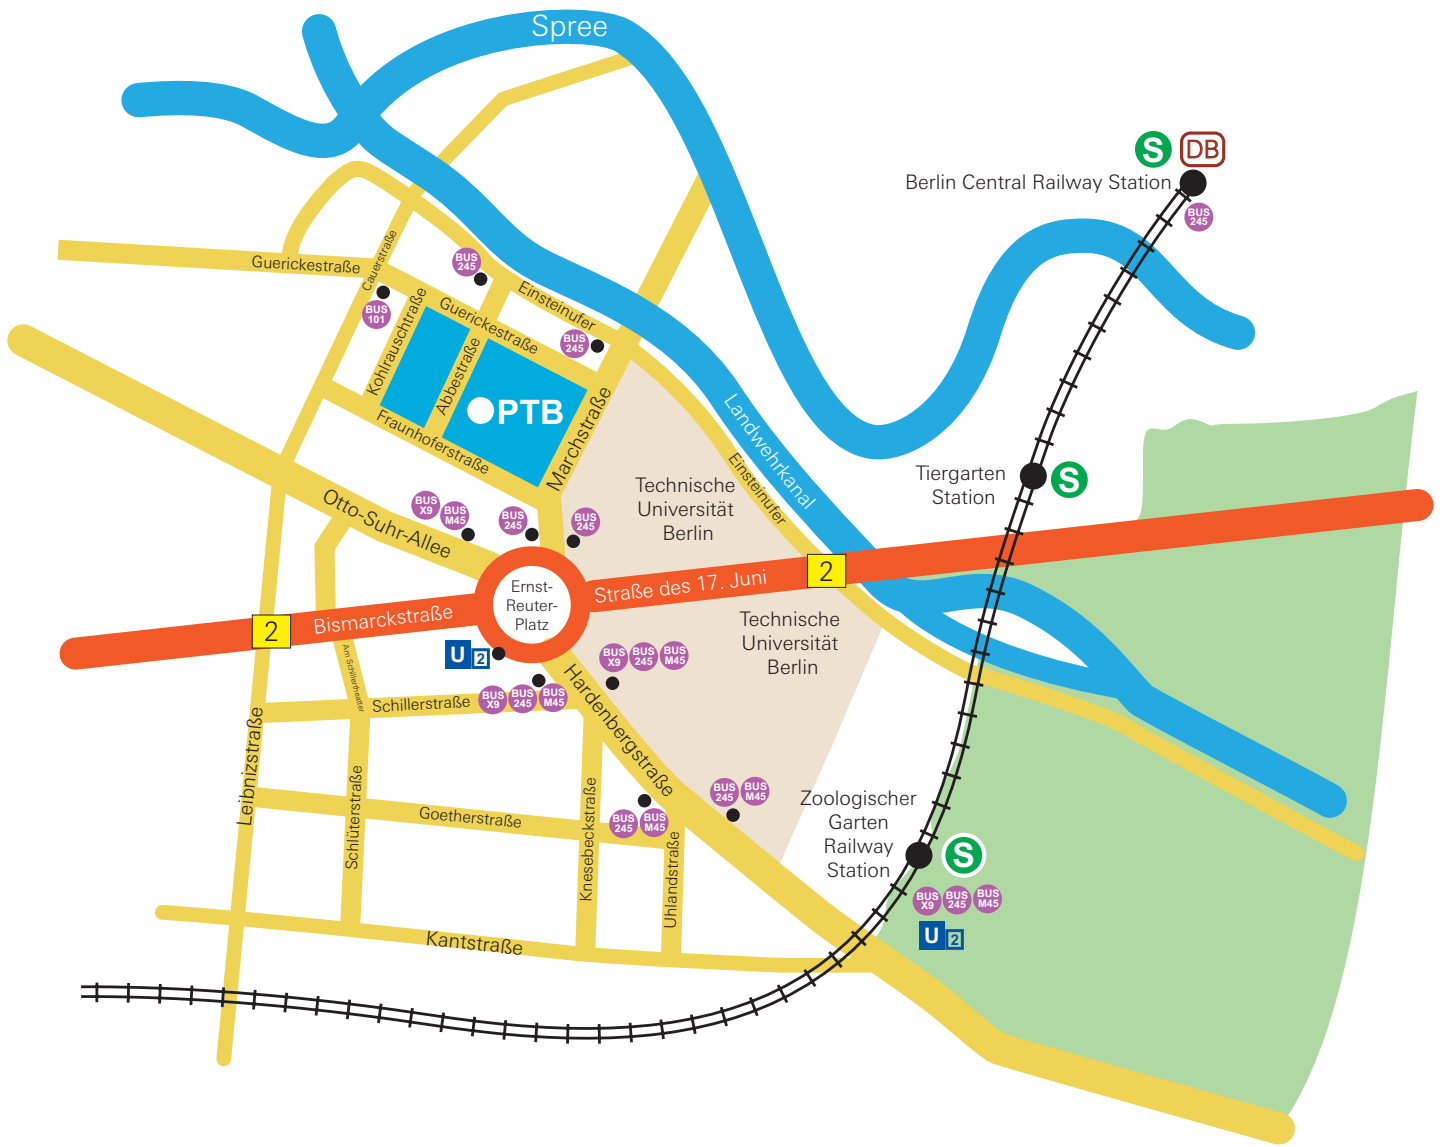 Spree
S
DB
Berlin Central Railway Station
BUS
245
Guerickestraße
Cauerstraße
BUS
245
BUS
101
Einsteinufer
Guerickestraße
BUS
245
Kohlrauschstraße
Abbestraße
PTB
Fraunhoferstraße
Marchstraße
Landwehrkanal
Einsteinufer
Tiergarten
Station
S
Technische
Universität
Berlin
Otto-Suhr-Allee
BUS
X9
BUS
M45
BUS
245
BUS
245
Ernst-
Reuter-
Platz
Straße des 17. Juni
2
Bismarckstraße
2
U 2
Technische
Universität
Berlin
BUS
X9
BUS
245
BUS
M45
Am Schillertheater
Schillerstraße
BUS
X9
BUS
245
BUS
M45
Hardenbergstraße
Leibnizstraße
Schlüterstraße
Goetherstraße
Knesebeckstraße
BUS
245
BUS
M45
BUS
245
BUS
M45
Uhlandstraße
Zoologischer
Garten
Railway
Station
S
BUS
X9
BUS
245
BUS
M45
U 2
Kantstraße